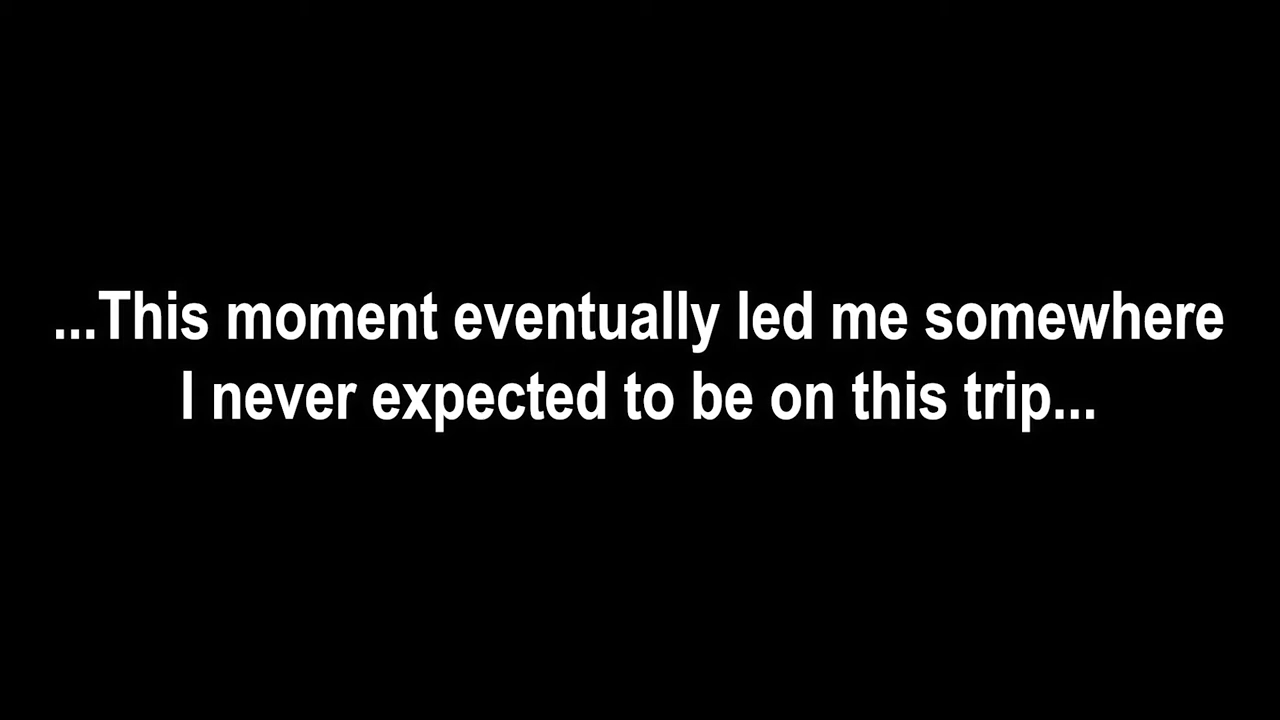 ...This moment eventually led me somewhere
I never expected to be on this trip...